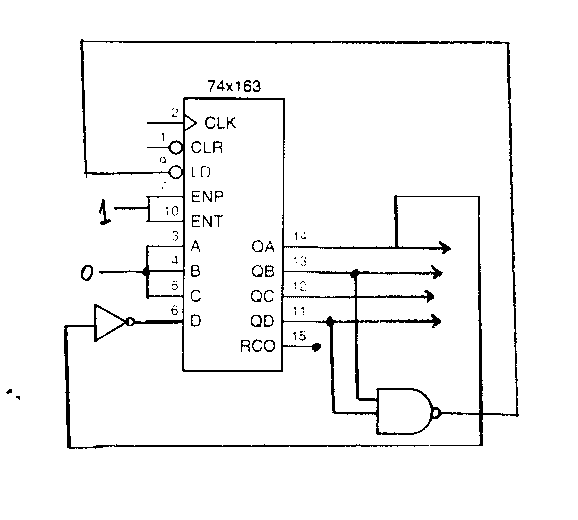 74x163
2
CLK
1
CLR
9
LD
7
ENP
1
10
ENT
3
A
QA
14
4
B
QB
13
0
5
C
QC
12
6
D
QD
11
RCO
15